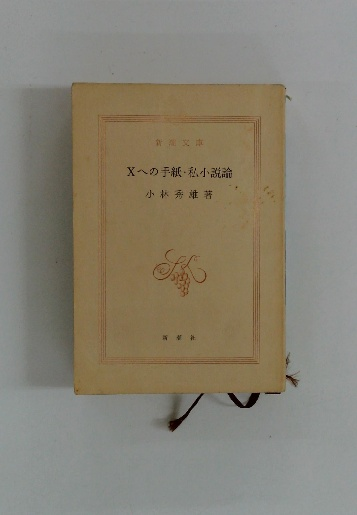 新潮文庫
Xへの手紙・私小説論
小林秀雄著
新潮社